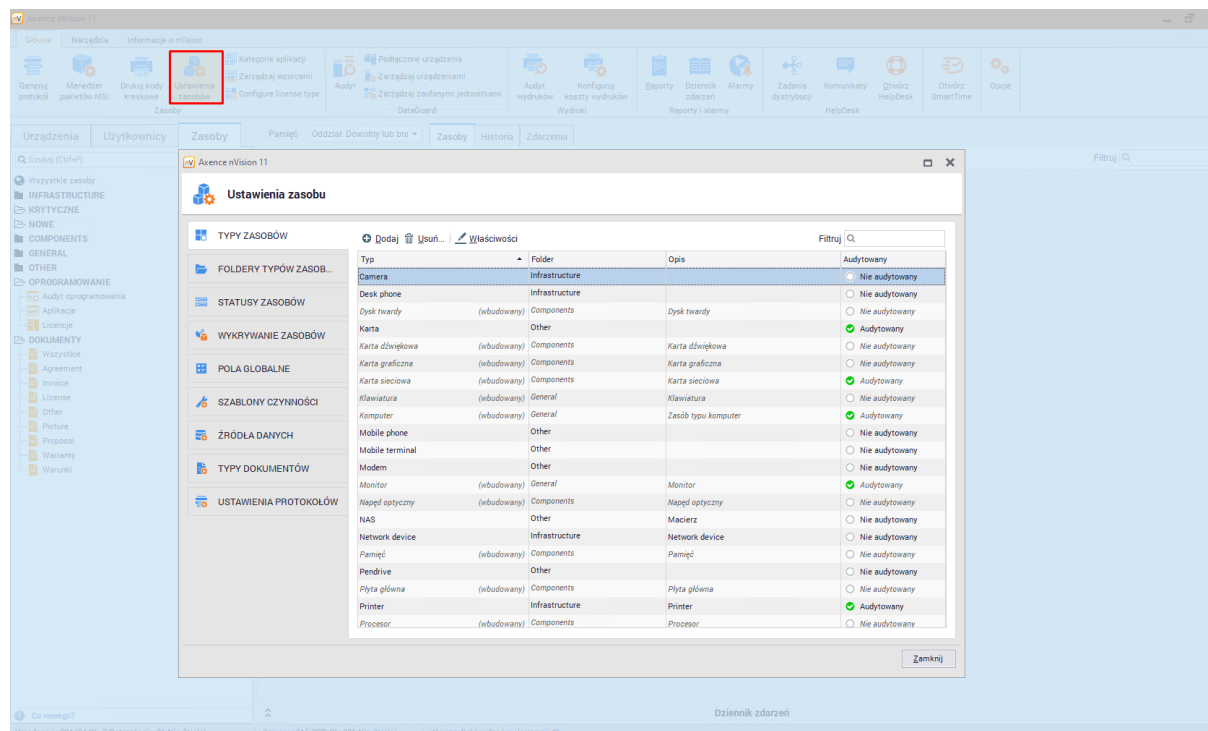 Axence nVision 11
Główne Narzędzia Informacje o nVision
Generuj protokół
Menedżer pakietów MSI
Drukuj kody kreskowe
Ustawienia zasobów
Kategorie aplikacji
Zarządzaj wzorcami
Configure license type
Zasoby
Audyt
Podłączone urządzenia
Zarządzaj urządzeniami
Zarządzaj zaufanymi jednostkami
DataGuard
Audyt wydruków
Konfiguruj koszty wydruków
Wydruki
Raporty
Dziennik zdarzeń
Alarmy
Raporty i alarmy
Zadania dystrybucji
Komunikaty
Otwórz HelpDesk
HelpDesk
Otwórz SmartTime
Opcje
Urządzenia Użytkownicy Zasoby
Pamięć Oddział: Dowolny lub bra
Zasoby Historia Zdarzenia
Szukaj (Ctrl+P)
Filtruj
Wszystkie zasoby
INFRASTRUCTURE
KRYTYCZNE
NOWE
COMPONENTS
GENERAL
OTHER
OPROGRAMOWANIE
Audyt oprogramowania
Aplikacje
Licencje
DOKUMENTY
Wszystkie
Agreement
Invoice
License
Other
Picture
Proposal
Warranty
Warunki
Axence nVision 11
Ustawienia zasobu
TYPY ZASOBÓW
FOLDERY TYPÓW ZASOB...
STATUSY ZASOBÓW
WYKRYWANIE ZASOBÓW
POLA GLOBALNE
SZABLONY CZYNNOŚCI
ŹRÓDŁA DANYCH
TYPY DOKUMENTÓW
USTAWIENIA PROTOKOŁÓW
Dodaj Usuń... Właściwości Filtruj
Typ Folder Opis Audytowany
Camera Infrastructure Nie audytowany
Desk phone Infrastructure Nie audytowany
Dysk twardy (wbudowany) Components Dysk twardy Nie audytowany
Karta Other Audytowany
Karta dźwiękowa (wbudowany) Components Karta dźwiękowa Nie audytowany
Karta graficzna (wbudowany) Components Karta graficzna Nie audytowany
Karta sieciowa (wbudowany) Components Karta sieciowa Audytowany
Klawiatura (wbudowany) General Klawiatura Nie audytowany
Komputer (wbudowany) General Zasób typu komputer Audytowany
Mobile phone Other Nie audytowany
Mobile terminal Other Nie audytowany
Modem Other Nie audytowany
Monitor (wbudowany) General Monitor Audytowany
Napęd optyczny (wbudowany) Components Napęd optyczny Nie audytowany
NAS Other Macierz Nie audytowany
Network device Infrastructure Network device Nie audytowany
Pamięć (wbudowany) Components Pamięć Nie audytowany
Pendrive Other Nie audytowany
Płyta główna (wbudowany) Components Płyta główna Nie audytowany
Printer Infrastructure Printer Audytowany
Procesor (wbudowany) Components Procesor Nie audytowany
Zamknij
Co nowego?
Dziennik zdarzeń